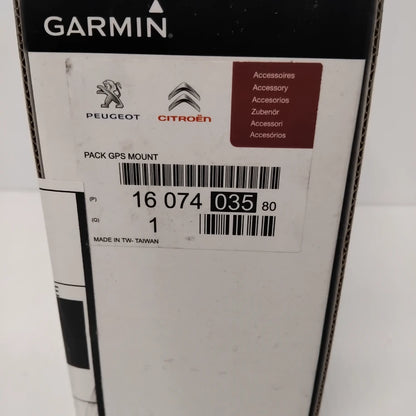 GARMIN
PEUGEOT
CITROËN
Accessoires
Accessory
Accesorios
Zubenör
Accessori
Acessórios
PACK GPS MOUNT
(P) 16 074 035 80
(Q) 1
MADE IN TW- TAIWAN